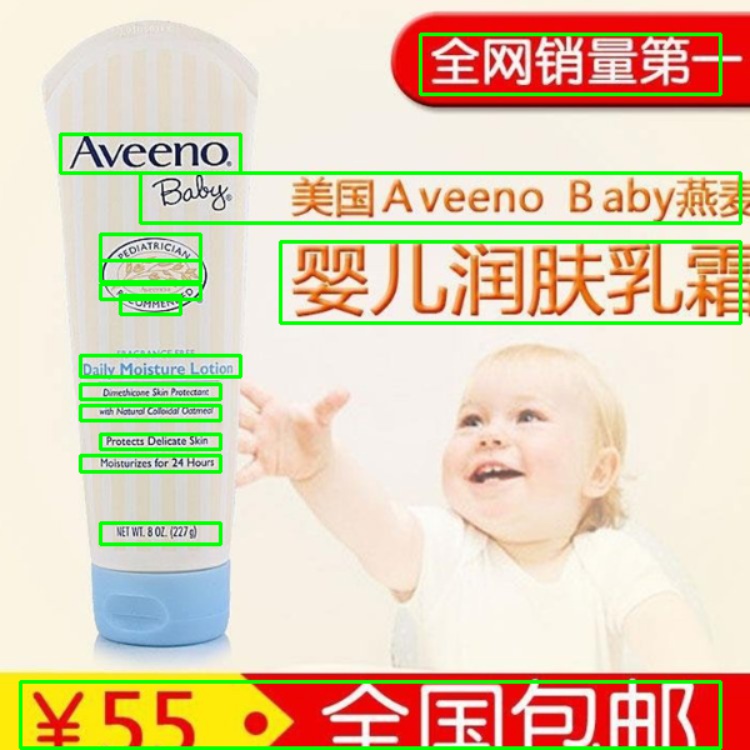 全网销量第一
Aveeno®
Baby®
美国Aveeno Baby燕麦
婴儿润肤乳霜
PEDIATRICIAN
Aveeno
RECOMMENDED
FRAGRANCE FREE
Daily Moisture Lotion
Dimethicone Skin Protectant
with Natural Colloidal Oatmeal
Protects Delicate Skin
Moisturizes for 24 Hours
NET WT. 8 OZ. (227g)
¥55 全国包邮